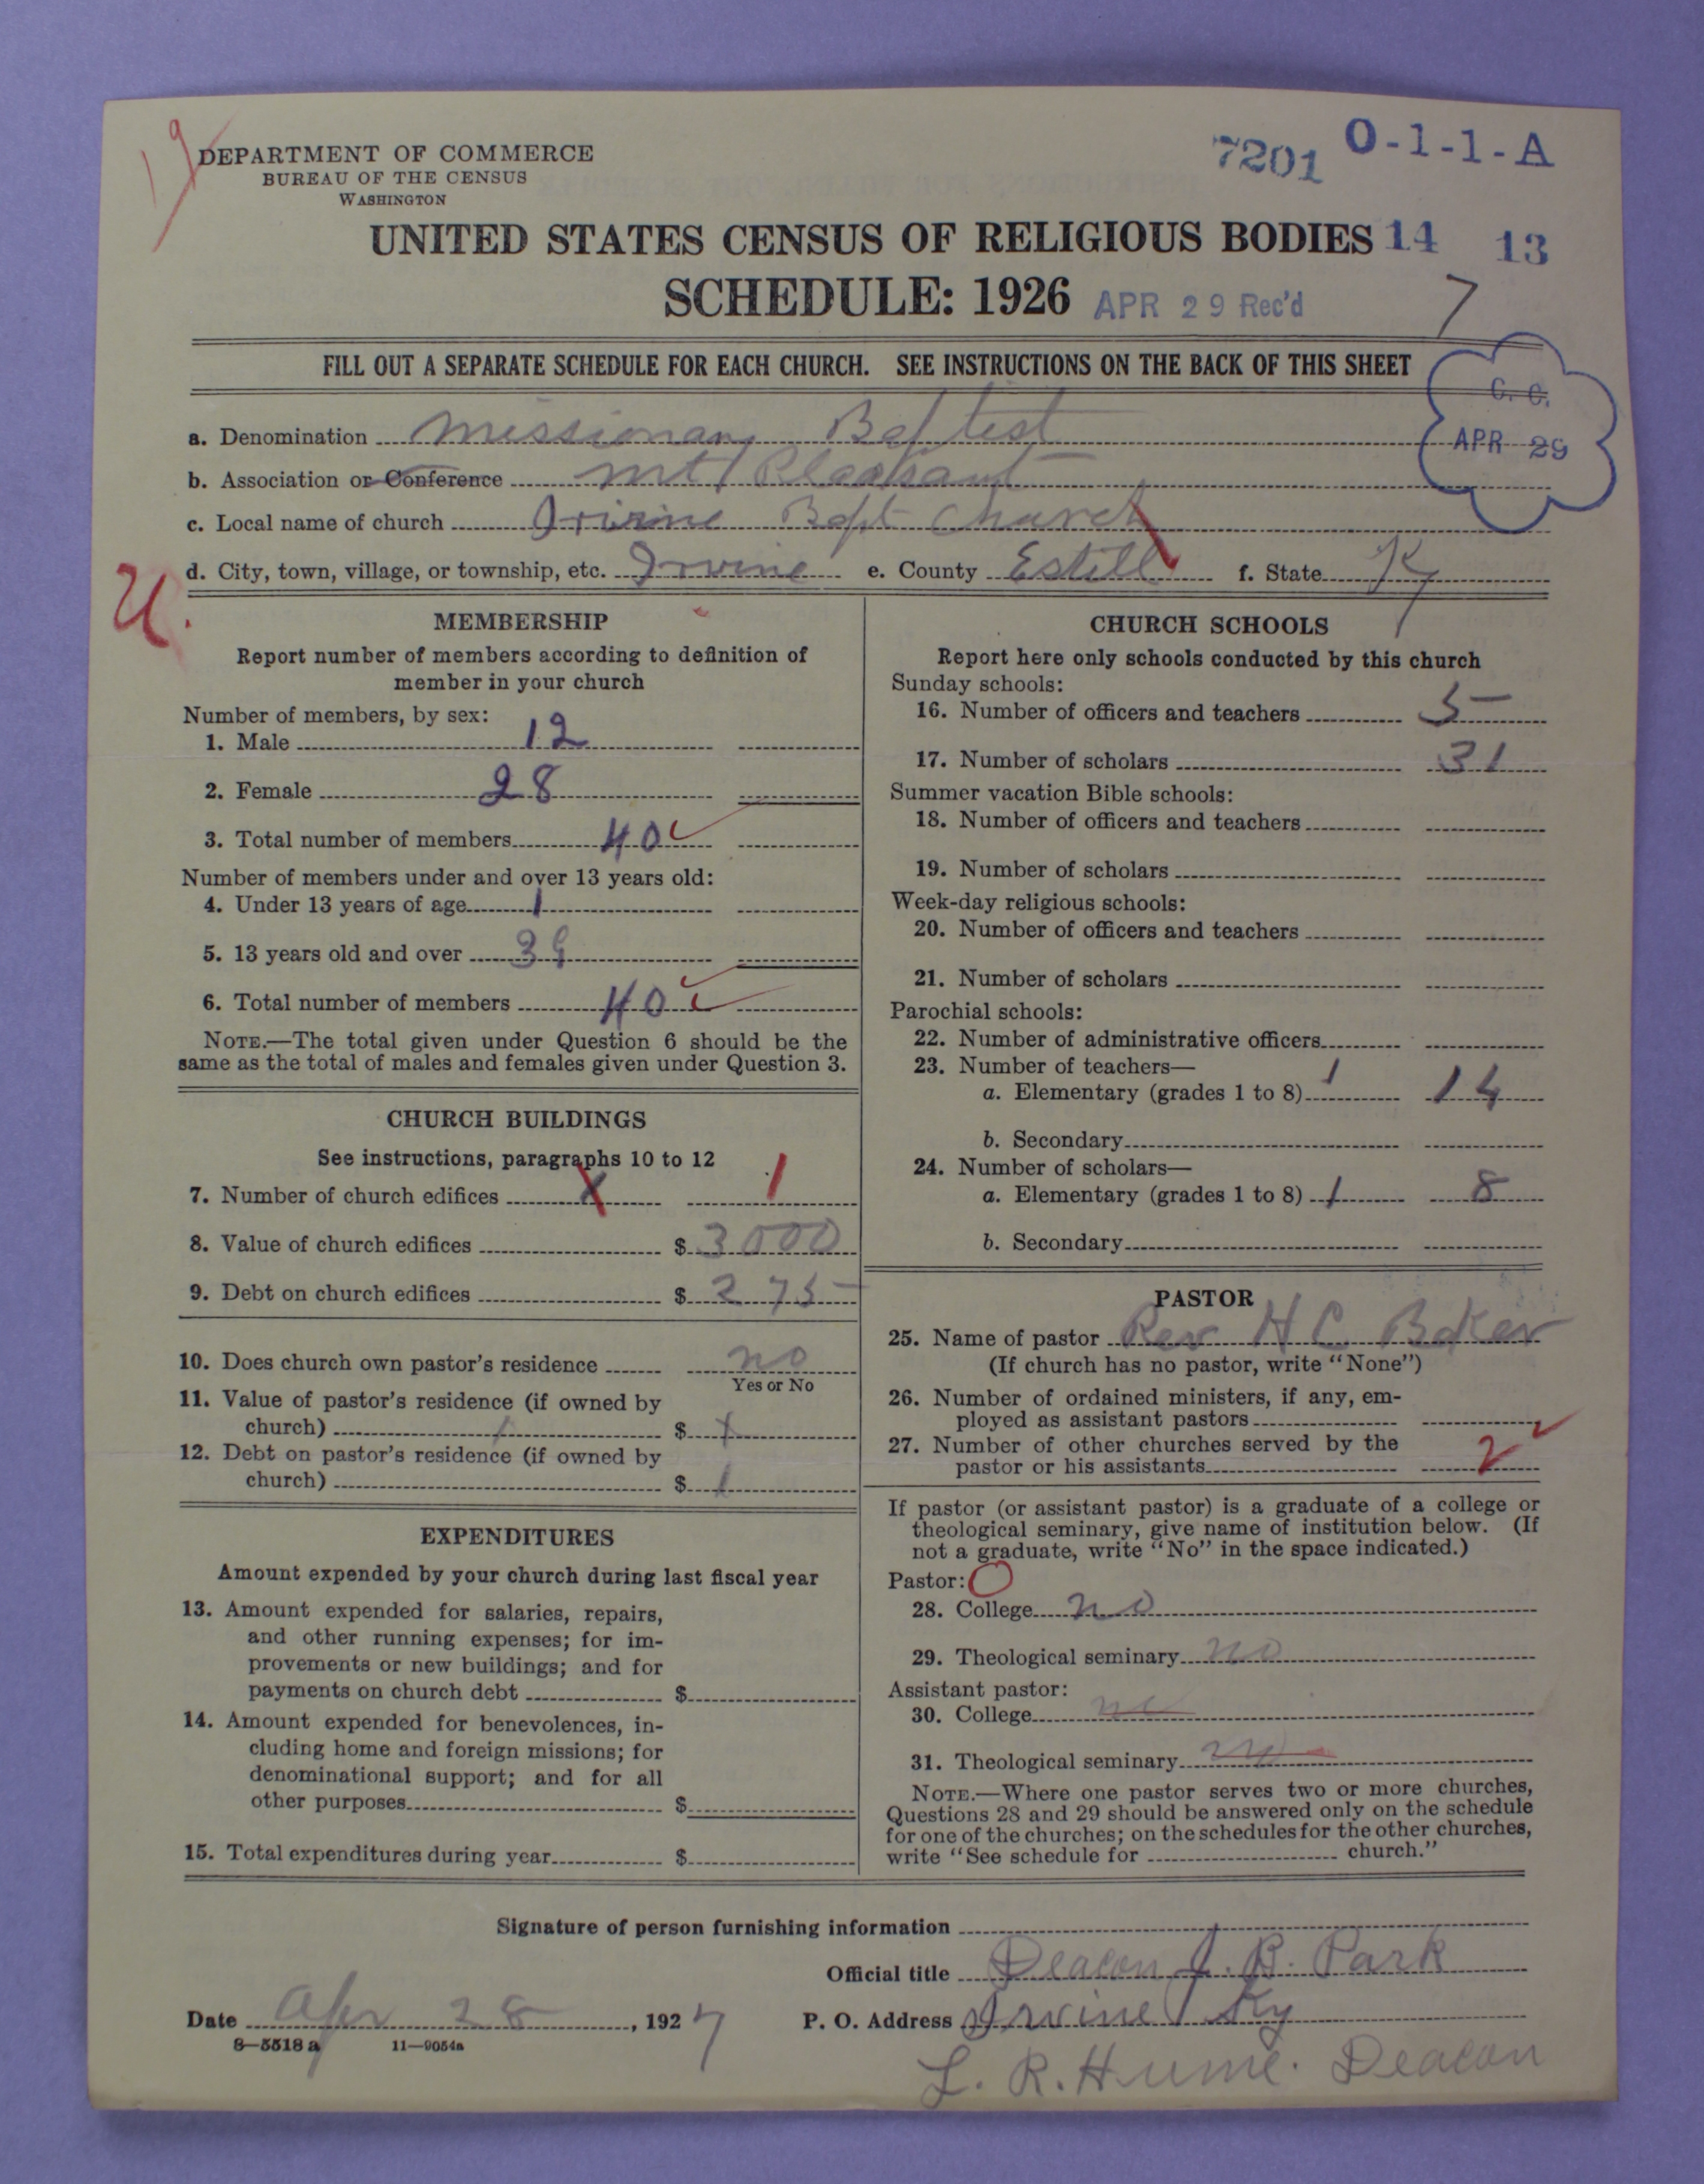 19
DEPARTMENT OF COMMERCE
BUREAU OF THE CENSUS
WASHINGTON
7201 O-1-1-A
UNITED STATES CENSUS OF RELIGIOUS BODIES 14 13
SCHEDULE: 1926 APR 29 Rec'd 7
FILL OUT A SEPARATE SCHEDULE FOR EACH CHURCH. SEE INSTRUCTIONS ON THE BACK OF THIS SHEET
C. C.
APR 29
a. Denomination Missionary Baptist
b. Association or Conference Mt Pleasant
c. Local name of church Irvine Bapt Church
d. City, town, village, or township, etc. Irvine e. County Estill f. State Ky
U.
MEMBERSHIP
Report number of members according to definition of
member in your church
Number of members, by sex:
1. Male 12
2. Female 28
3. Total number of members 40
Number of members under and over 13 years old:
4. Under 13 years of age 1
5. 13 years old and over 39
6. Total number of members 40
NOTE.—The total given under Question 6 should be the
same as the total of males and females given under Question 3.
CHURCH BUILDINGS
See instructions, paragraphs 10 to 12
7. Number of church edifices X 1
8. Value of church edifices $ 3000
9. Debt on church edifices $ 275
10. Does church own pastor's residence no
Yes or No
11. Value of pastor's residence (if owned by
church) $
12. Debt on pastor's residence (if owned by
church) $
EXPENDITURES
Amount expended by your church during last fiscal year
13. Amount expended for salaries, repairs,
and other running expenses; for im-
provements or new buildings; and for
payments on church debt $
14. Amount expended for benevolences, in-
cluding home and foreign missions; for
denominational support; and for all
other purposes $
15. Total expenditures during year $
CHURCH SCHOOLS
Report here only schools conducted by this church
Sunday schools:
16. Number of officers and teachers 5
17. Number of scholars 31
Summer vacation Bible schools:
18. Number of officers and teachers
19. Number of scholars
Week-day religious schools:
20. Number of officers and teachers
21. Number of scholars
Parochial schools:
22. Number of administrative officers
23. Number of teachers—
a. Elementary (grades 1 to 8) 1 14
b. Secondary
24. Number of scholars—
a. Elementary (grades 1 to 8) 1 8
b. Secondary
PASTOR
25. Name of pastor Rev H C Baker
(If church has no pastor, write "None")
26. Number of ordained ministers, if any, em-
ployed as assistant pastors
27. Number of other churches served by the
pastor or his assistants 2
If pastor (or assistant pastor) is a graduate of a college or
theological seminary, give name of institution below. (If
not a graduate, write "No" in the space indicated.)
Pastor: O
28. College no
29. Theological seminary no
Assistant pastor:
30. College no
31. Theological seminary no
NOTE.—Where one pastor serves two or more churches,
Questions 28 and 29 should be answered only on the schedule
for one of the churches; on the schedules for the other churches,
write "See schedule for church."
Signature of person furnishing information
Official title Deacon J. B. Park
Date Apr 28, 1927 P. O. Address Irvine Ky
8—5518 a 11—9054a
L. R. Hume. Deacon